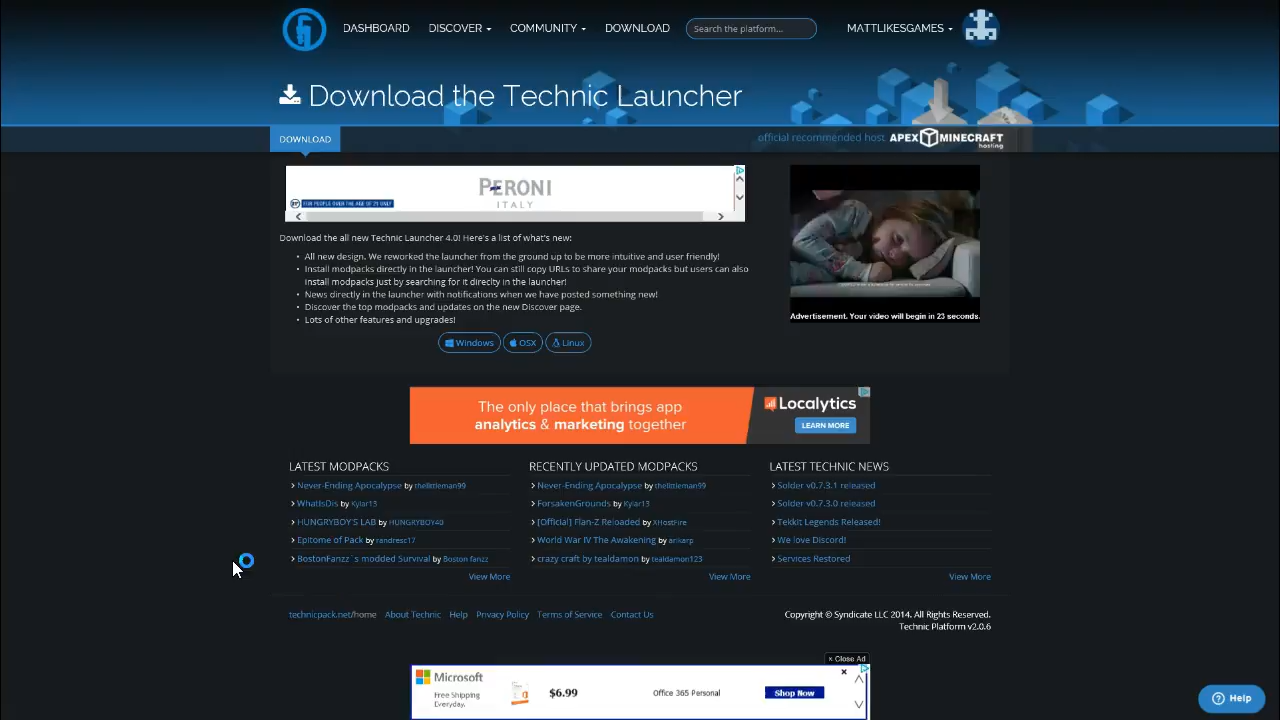 DASHBOARD
DISCOVER
COMMUNITY
DOWNLOAD
Search the platform...
MATTLIKESGAMES
Download the Technic Launcher
DOWNLOAD
official recommended host APEX MINECRAFT hosting
PERONI
ITALY
FOR PEOPLE OVER THE AGE OF 21 ONLY
Advertisement. Your video will begin in 23 seconds.
Download the all new Technic Launcher 4.0! Here's a list of what's new:
All new design. We reworked the launcher from the ground up to be more intuitive and user friendly!
Install modpacks directly in the launcher! You can still copy URLs to share your modpacks but users can also
install modpacks just by searching for it direclty in the launcher!
News directly in the launcher with notifications when we have posted something new!
Discover the top modpacks and updates on the new Discover page.
Lots of other features and upgrades!
Windows
OSX
Linux
The only place that brings app
analytics & marketing together
Localytics
LEARN MORE
LATEST MODPACKS
Never-Ending Apocalypse by thelittleman99
WhatIsDis by Kylar13
HUNGRYBOY'S LAB by HUNGRYBOY40
Epitome of Pack by randresc17
BostonFanzz`s modded Survival by Boston fanzz
View More
RECENTLY UPDATED MODPACKS
Never-Ending Apocalypse by thelittleman99
ForsakenGrounds by Kylar13
[Official] Flan-Z Reloaded by XHostFire
World War IV The Awakening by arikarp
crazy craft by tealdamon by tealdamon123
View More
LATEST TECHNIC NEWS
Solder v0.7.3.1 released
Solder v0.7.3.0 released
Tekkit Legends Released!
We love Discord!
Services Restored
View More
technicpack.net/home
About Technic
Help
Privacy Policy
Terms of Service
Contact Us
Copyright © Syndicate LLC 2014. All Rights Reserved.
Technic Platform v2.0.6
× Close Ad
Microsoft
Free Shipping
Everyday.
$6.99
Office 365 Personal
Shop Now
Help